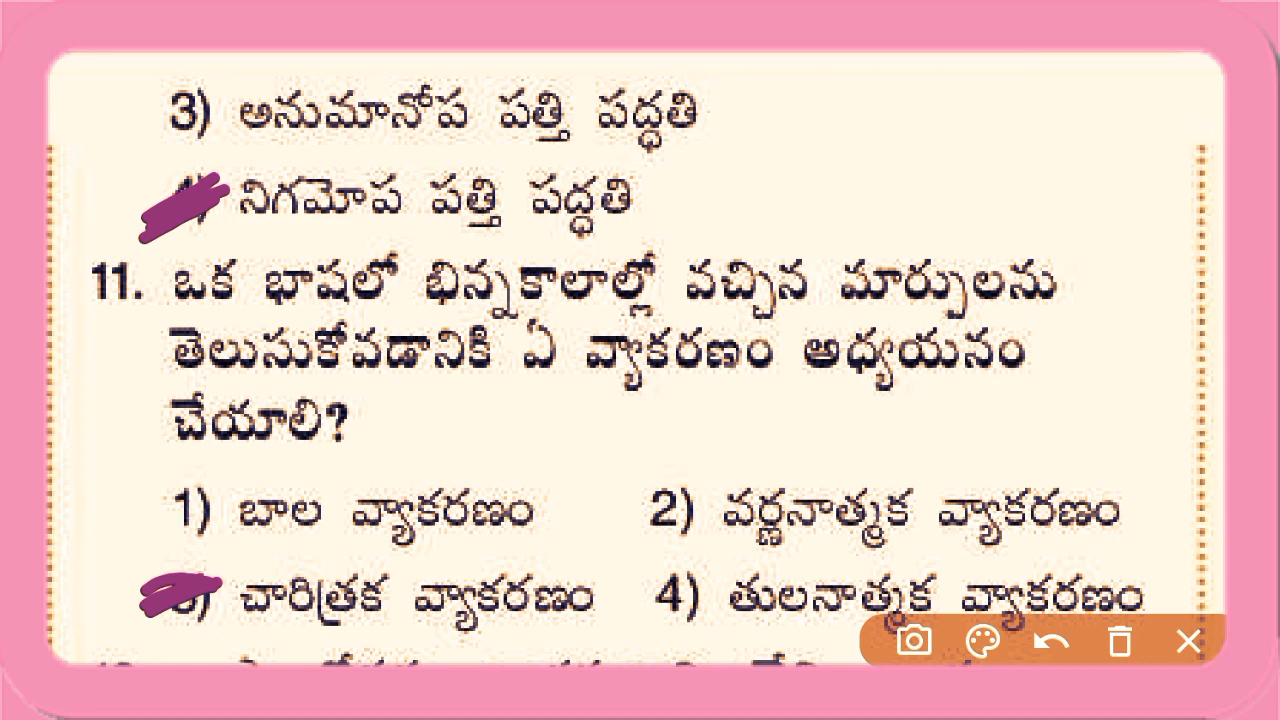 3) అనుమానోప పత్తి పద్ధతి
నిగమోప పత్తి పద్ధతి
11. ఒక భాషలో భిన్నకాలాల్లో వచ్చిన మార్పులను
తెలుసుకోవడానికి ఏ వ్యాకరణం అధ్యయనం
చేయాలి?
1) బాల వ్యాకరణం 2) వర్ణనాత్మక వ్యాకరణం
చారిత్రక వ్యాకరణం 4) తులనాత్మక వ్యాకరణం